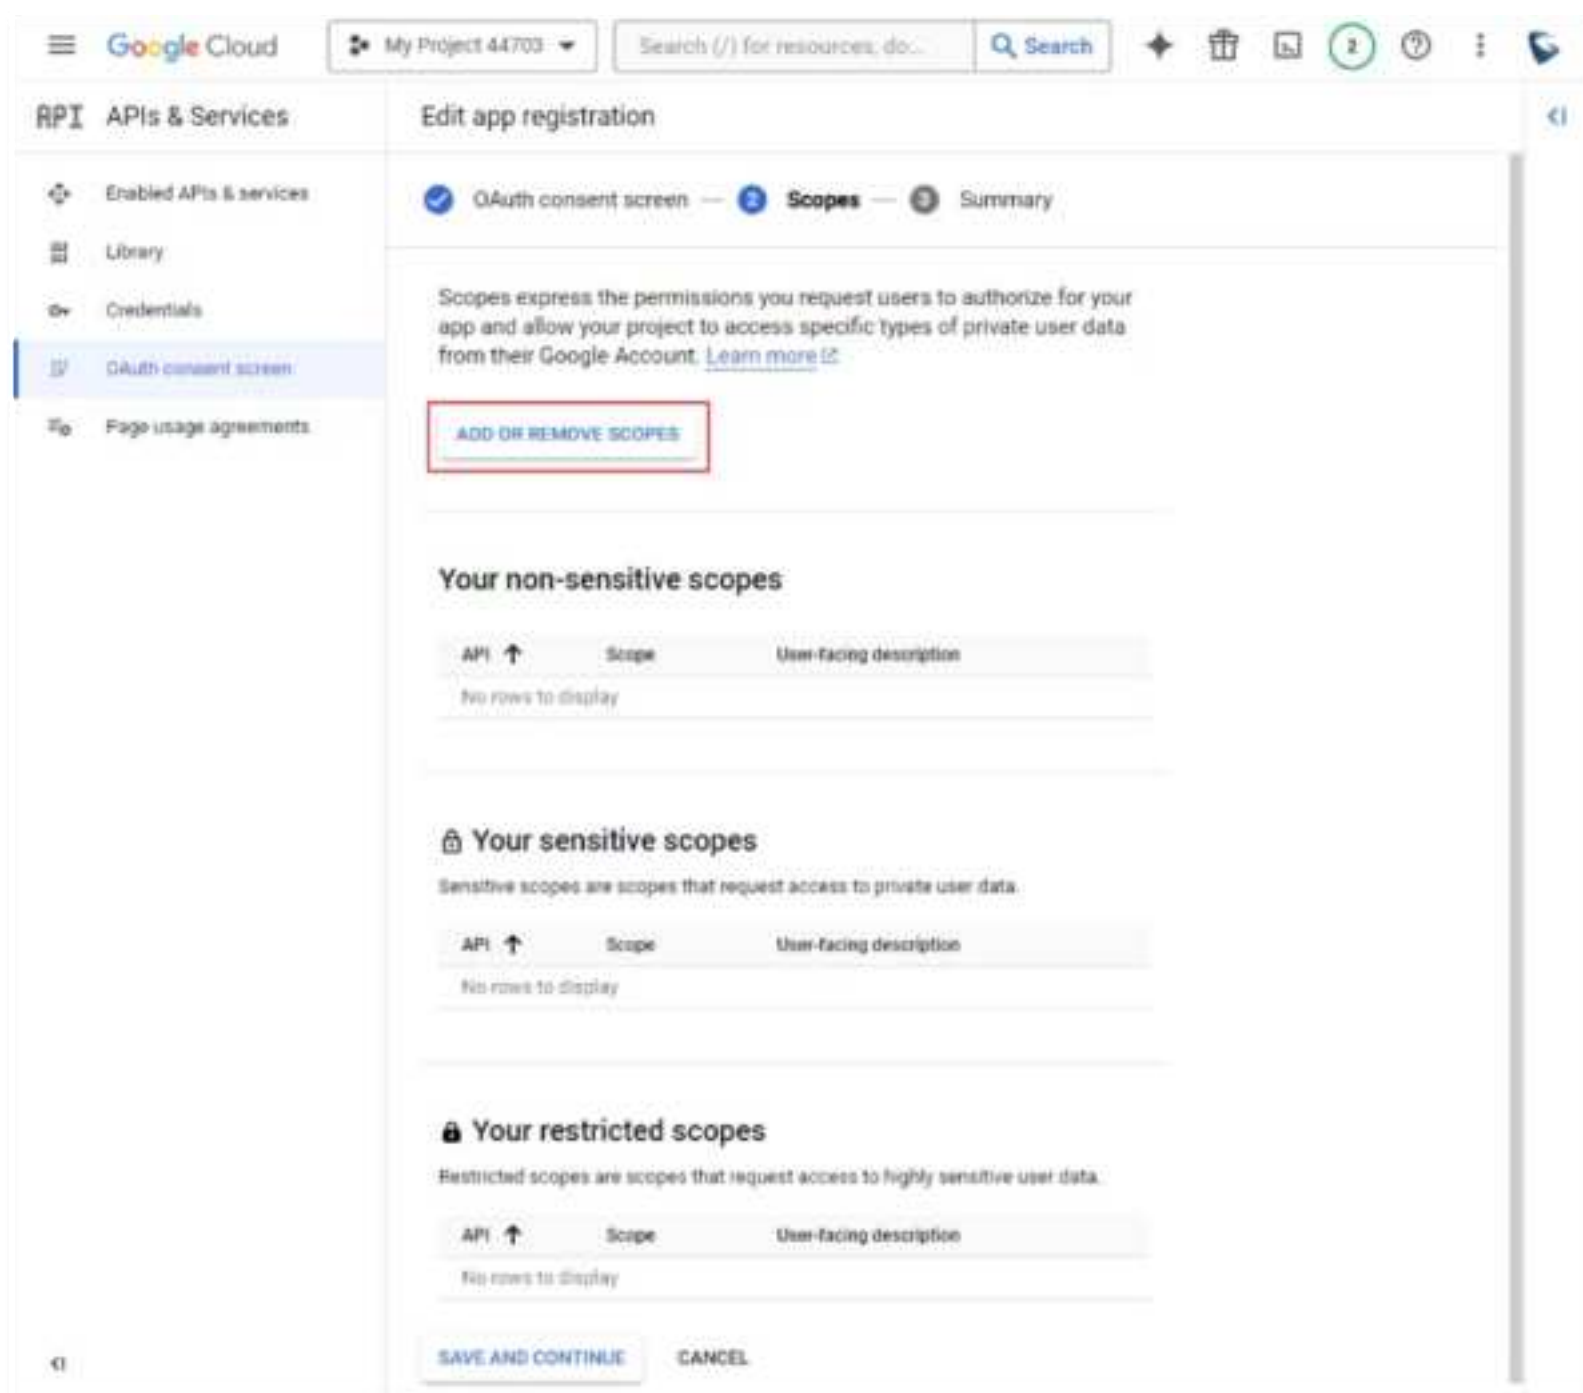 Google Cloud
My Project 44703
Search (/) for resources, do...
Search
2
API APIs & Services
Edit app registration
Enabled APIs & services
Library
Credentials
OAuth consent screen
Page usage agreements
OAuth consent screen — 2 Scopes — 3 Summary
Scopes express the permissions you request users to authorize for your
app and allow your project to access specific types of private user data
from their Google Account. Learn more
ADD OR REMOVE SCOPES
Your non-sensitive scopes
API Scope User-facing description
No rows to display
Your sensitive scopes
Sensitive scopes are scopes that request access to private user data.
API Scope User-facing description
No rows to display
Your restricted scopes
Restricted scopes are scopes that request access to highly sensitive user data.
API Scope User-facing description
No rows to display
SAVE AND CONTINUE CANCEL